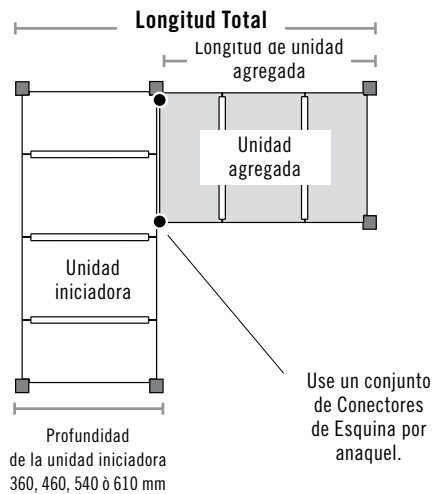 Longitud Total
Longitud de unidad
agregada
Unidad
agregada
Unidad
iniciadora
Use un conjunto
de Conectores
de Esquina por
anaquel.
Profundidad
de la unidad iniciadora
360, 460, 540 ò 610 mm